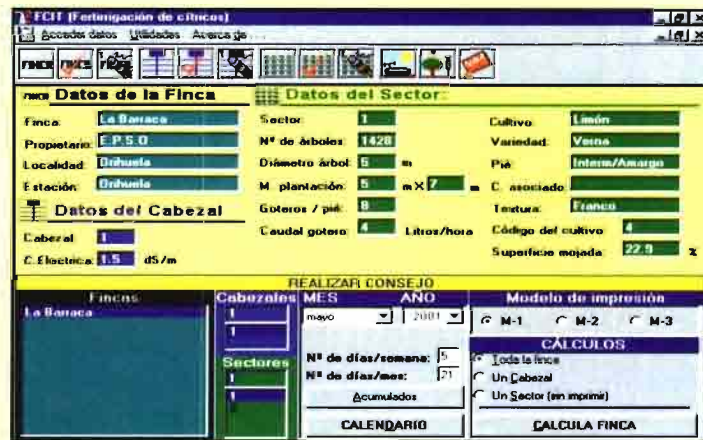 FCIT (Fertirrigación de cítricos)
Acceder datos Utilidades Acerca de ...
FINCA FINCA FINCA
FINCA Datos de la Finca
Finca: La Barraca
Propietario: E.P.S.O
Localidad: Orihuela
Estación: Orihuela
Datos del Cabezal
Cabezal 1
C.Electrica: 1.5 dS/m
Datos del Sector:
Sector: 1
Nº de árboles: 1428
Diámetro árbol: 5 m
M. plantación: 5 m X 7 m
Goteros / pié: 8
Caudal gotero: 4 Litros/hora
Cultivo: Limón
Variedad: Verna
Pié: Interm/Amargo
C. asociado:
Textura: Franco
Código del cultivo: 4
Superficie mojada: 22.9 %
REALIZAR CONSEJO
Fincas
La Barraca
Cabezales
1
1
Sectores
1
1
MES AÑO
mayo 2001
Nº de días/semana: 5
Nº de días/mes: 21
Acumulados
CALENDARIO
Modelo de impresión
M-1 M-2 M-3
CÁLCULOS
Toda la finca
Un Cabezal
Un Sector (sin imprimir)
CALCULA FINCA